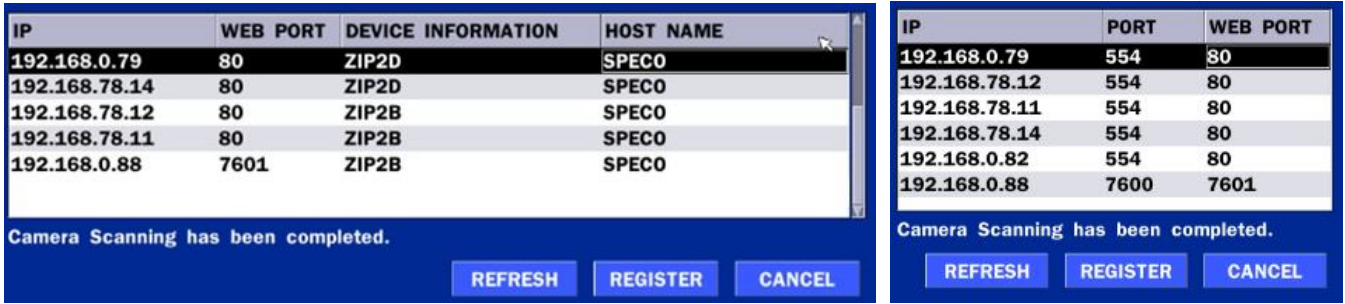 IP WEB PORT DEVICE INFORMATION HOST NAME
192.168.0.79 80 ZIP2D SPECO
192.168.78.14 80 ZIP2D SPECO
192.168.78.12 80 ZIP2B SPECO
192.168.78.11 80 ZIP2B SPECO
192.168.0.88 7601 ZIP2B SPECO
Camera Scanning has been completed.
REFRESH REGISTER CANCEL
IP PORT WEB PORT
192.168.0.79 554 80
192.168.78.12 554 80
192.168.78.11 554 80
192.168.78.14 554 80
192.168.0.82 554 80
192.168.0.88 7600 7601
Camera Scanning has been completed.
REFRESH REGISTER CANCEL